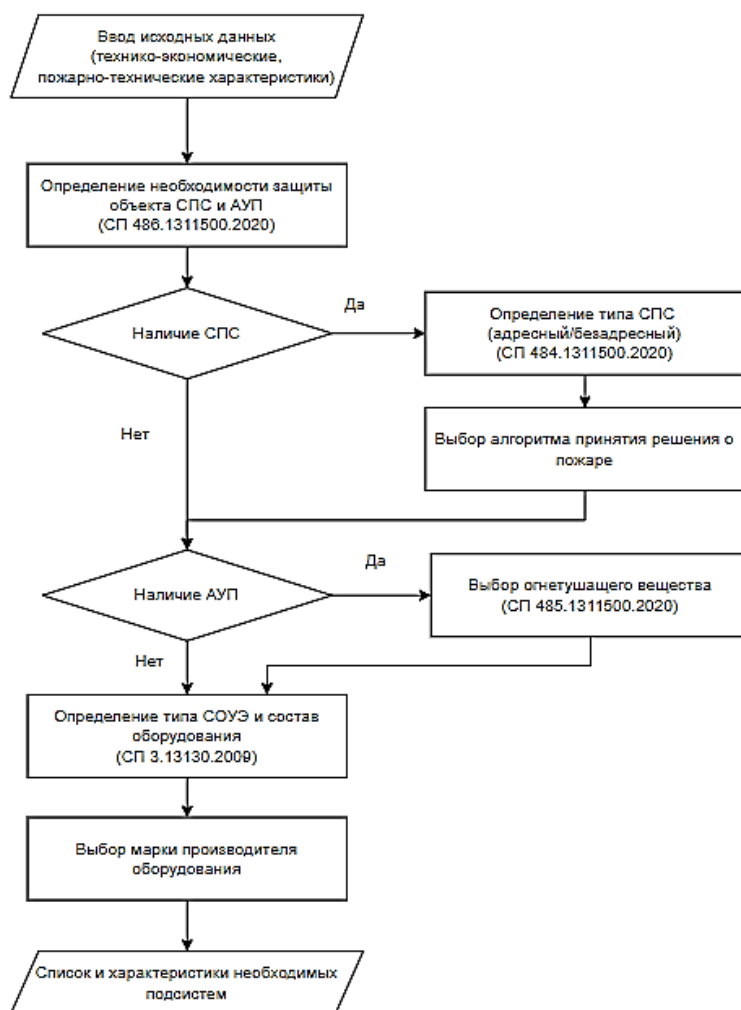 Ввод исходных данных
(технико-экономические,
пожарно-технические характеристики)
Определение необходимости защиты
объекта СПС и АУП
(СП 486.1311500.2020)
Наличие СПС
Да
Определение типа СПС
(адресный/безадресный)
(СП 484.1311500.2020)
Нет
Выбор алгоритма принятия решения о
пожаре
Наличие АУП
Да
Выбор огнетушащего вещества
(СП 485.1311500.2020)
Нет
Определение типа СОУЭ и состав
оборудования
(СП 3.13130.2009)
Выбор марки производителя
оборудования
Список и характеристики необходимых
подсистем